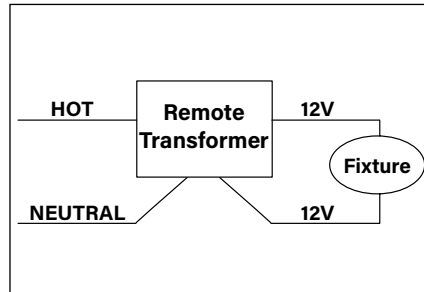 HOT
Remote
Transformer
12V
Fixture
NEUTRAL
12V